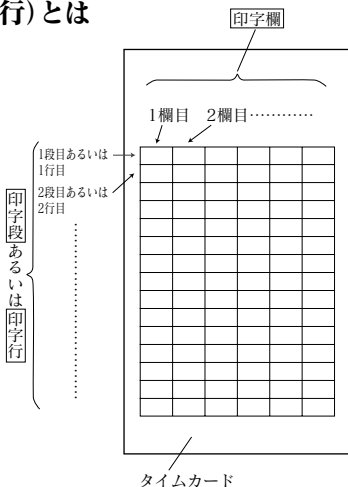 行)とは
印字欄
1欄目　2欄目…………
1段目あるいは
1行目
2段目あるいは
2行目
印字段あるいは印字行
タイムカード